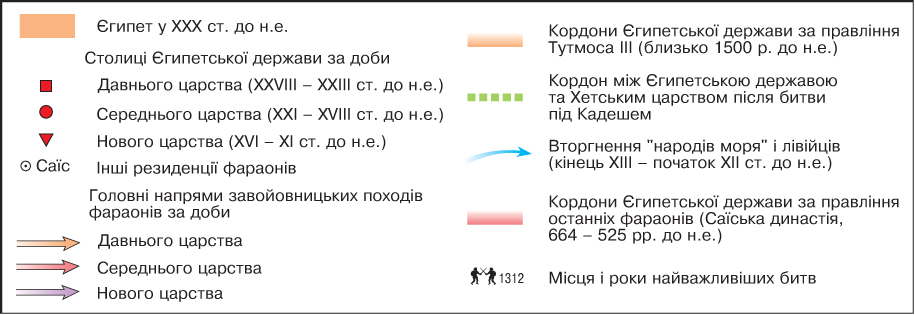 Єгипет у XXX ст. до н.е.
Столиці Єгипетської держави за доби
Давнього царства (XXVIII – XXIII ст. до н.е.)
Середнього царства (XXI – XVIII ст. до н.е.)
Нового царства (XVI – XI ст. до н.е.)
Саїс Інші резиденції фараонів
Головні напрями завойовницьких походів
фараонів за доби
Давнього царства
Середнього царства
Нового царства
Кордони Єгипетської держави за правління
Тутмоса III (близько 1500 р. до н.е.)
Кордон між Єгипетською державою
та Хетським царством після битви
під Кадешем
Вторгнення "народів моря" і лівійців
(кінець XIII – початок XII ст. до н.е.)
Кордони Єгипетської держави за правління
останніх фараонів (Саїська династія,
664 – 525 рр. до н.е.)
1312 Місця і роки найважливіших битв